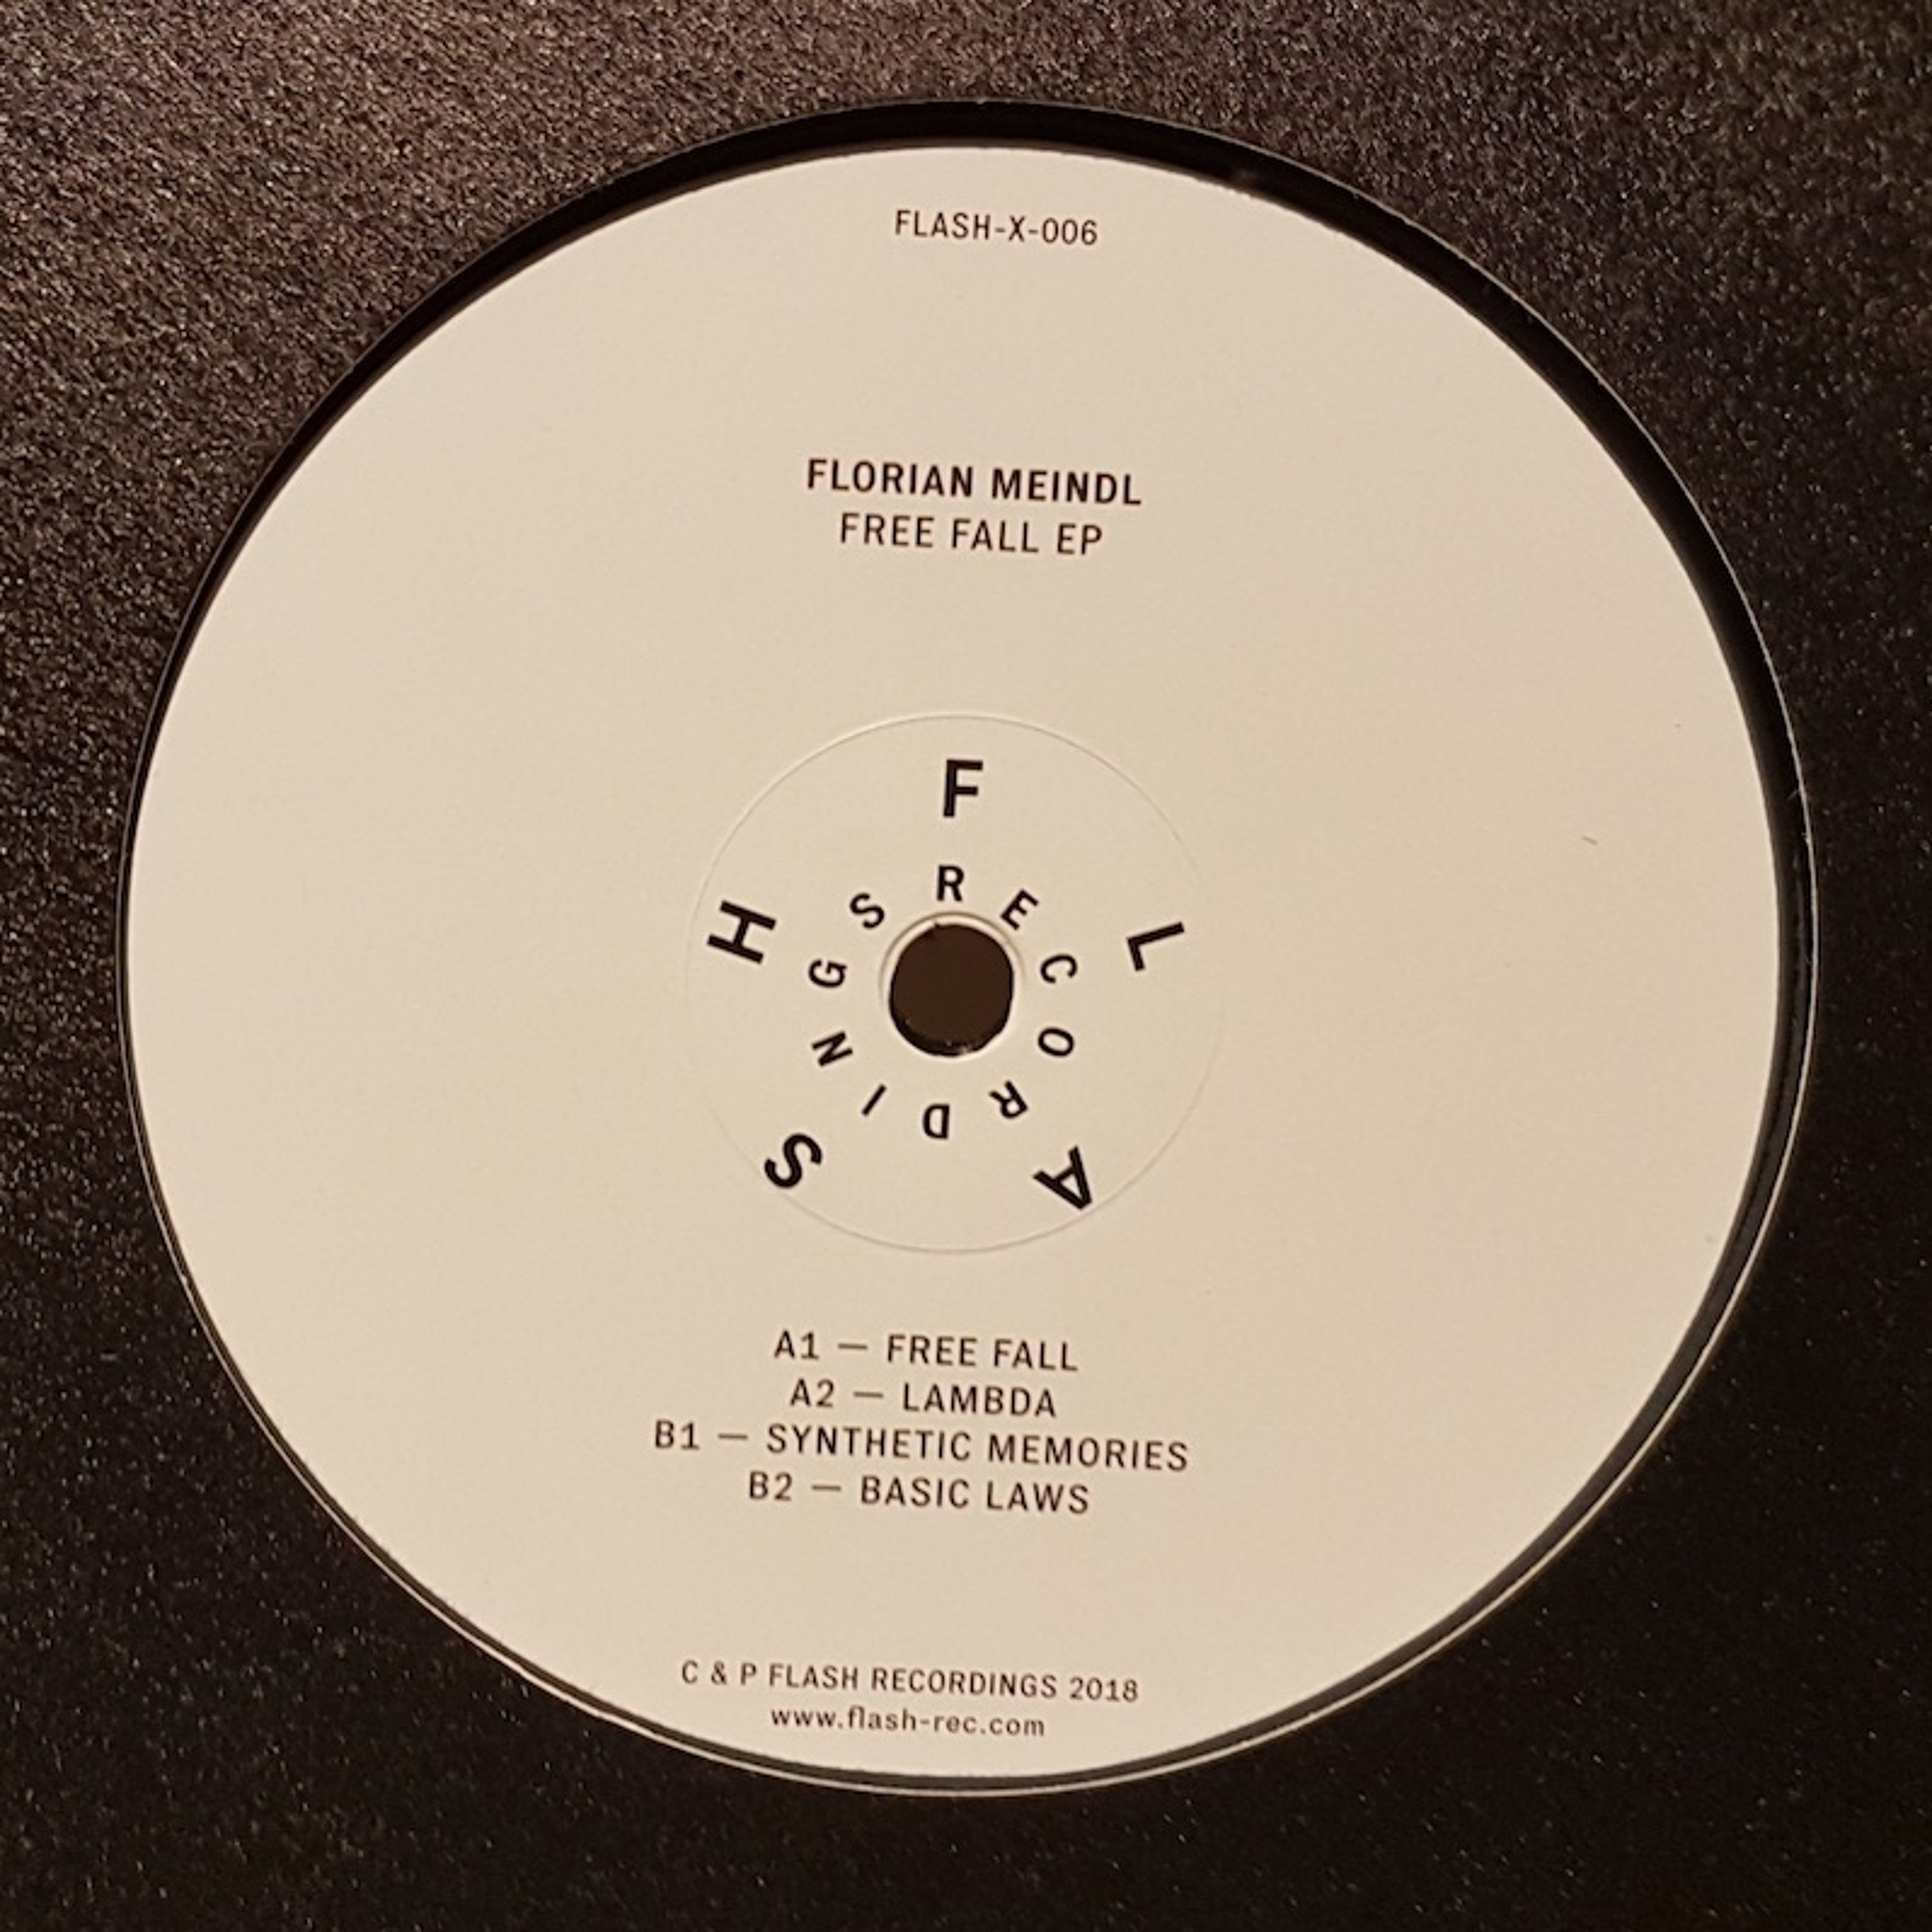 FLASH-X-006
FLORIAN MEINDL
FREE FALL EP
FLASH
RECORDINGS
A1 — FREE FALL
A2 — LAMBDA
B1 — SYNTHETIC MEMORIES
B2 — BASIC LAWS
C & P FLASH RECORDINGS 2018
www.flash-rec.com